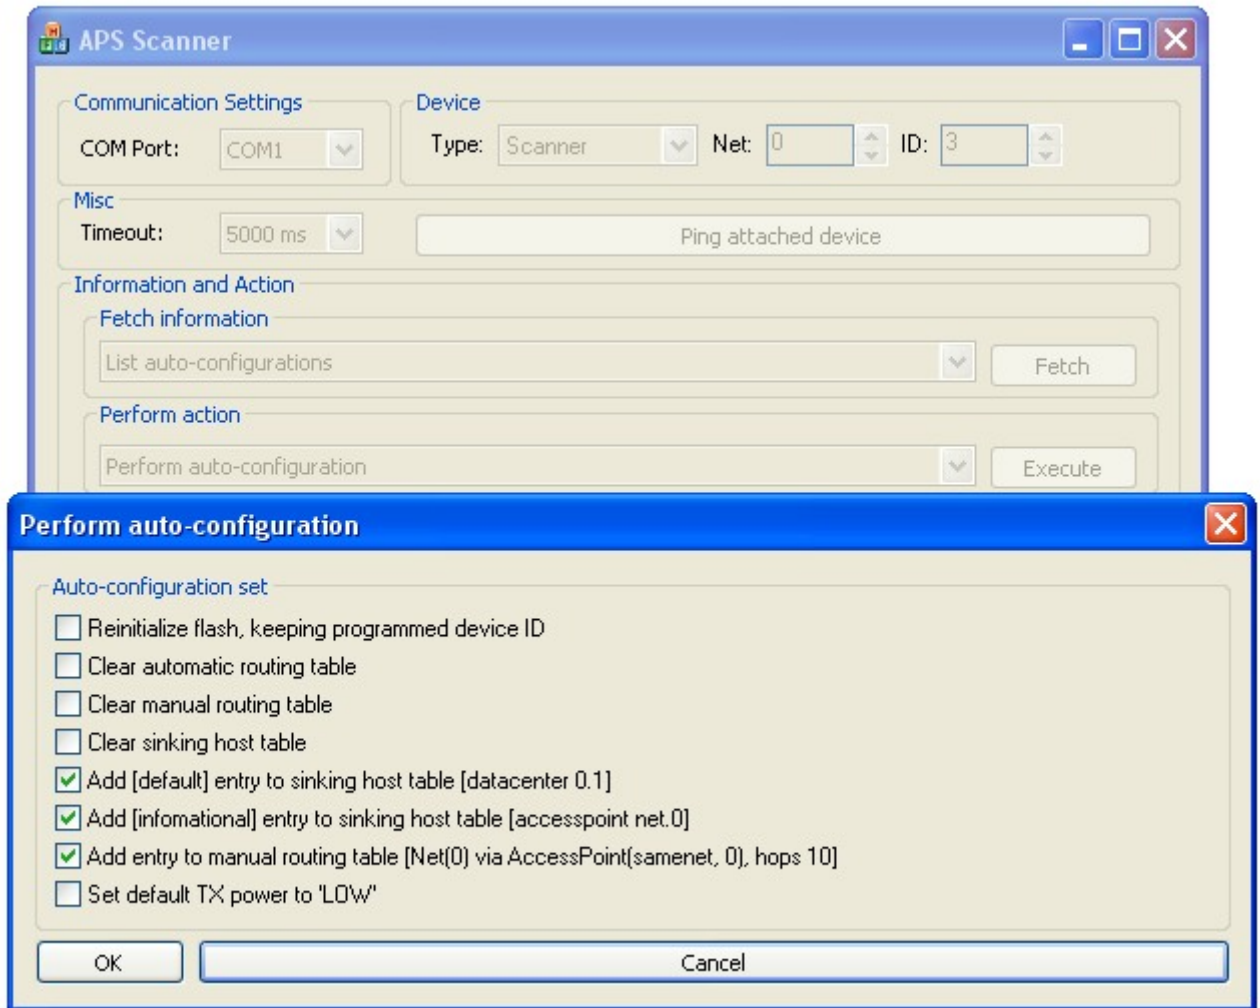 APS Scanner
Communication Settings
COM Port: COM1
Device
Type: Scanner Net: 0 ID: 3
Misc
Timeout: 5000 ms Ping attached device
Information and Action
Fetch information
List auto-configurations Fetch
Perform action
Perform auto-configuration Execute
Perform auto-configuration
Auto-configuration set
Reinitialize flash, keeping programmed device ID
Clear automatic routing table
Clear manual routing table
Clear sinking host table
Add [default] entry to sinking host table [datacenter 0.1]
Add [infomational] entry to sinking host table [accesspoint net.0]
Add entry to manual routing table [Net(0) via AccessPoint(samenet, 0), hops 10]
Set default TX power to 'LOW'
OK Cancel